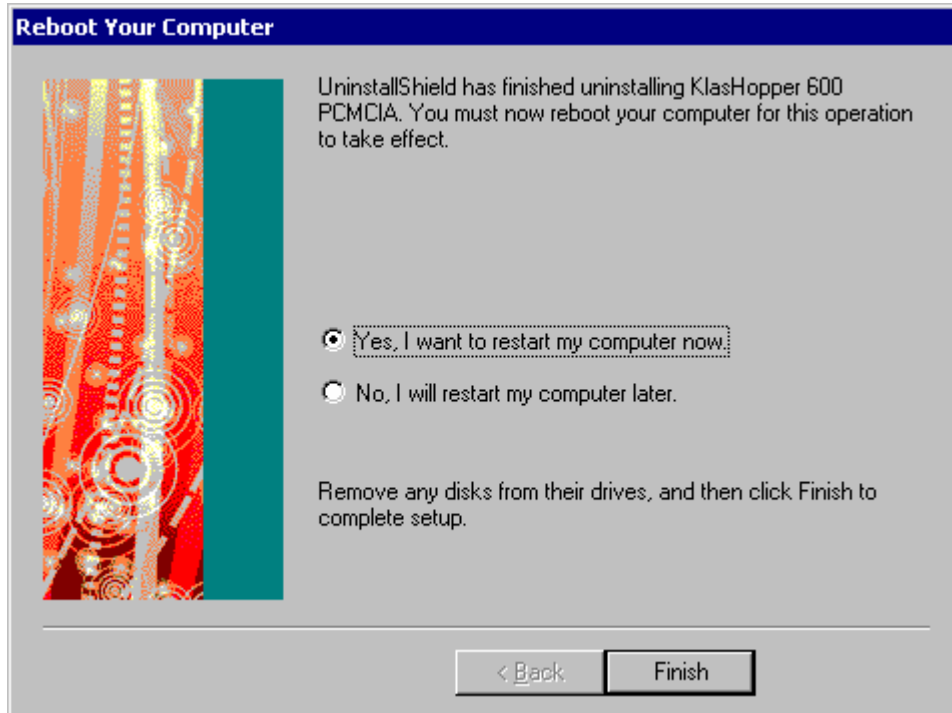 Reboot Your Computer
UninstallShield has finished uninstalling KlasHopper 600
PCMCIA. You must now reboot your computer for this operation
to take effect.
Yes, I want to restart my computer now.
No, I will restart my computer later.
Remove any disks from their drives, and then click Finish to
complete setup.
< Back
Finish